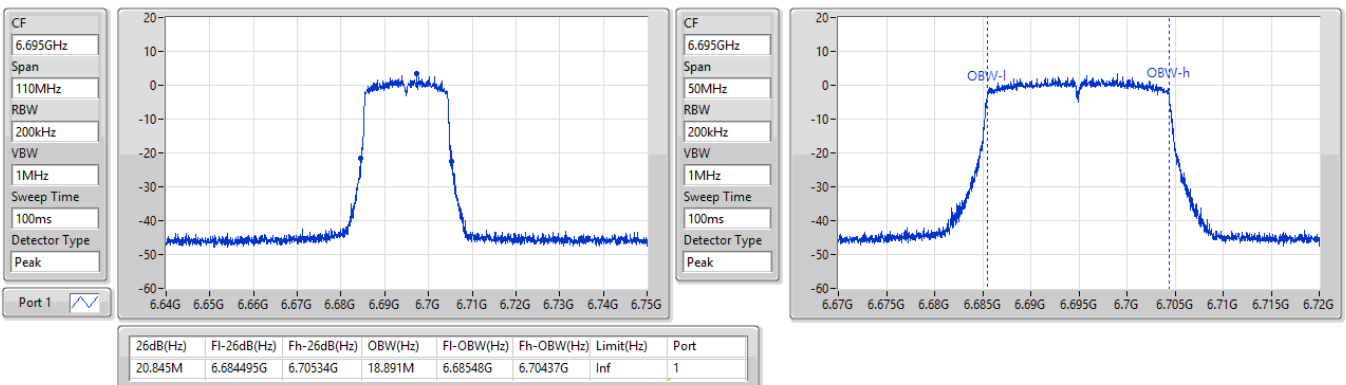 CF
6.695GHz
Span
110MHz
RBW
200kHz
VBW
1MHz
Sweep Time
100ms
Detector Type
Peak
Port 1
20
10
0
-10
-20
-30
-40
-50
-60
6.64G 6.65G 6.66G 6.67G 6.68G 6.69G 6.7G 6.71G 6.72G 6.73G 6.74G 6.75G
CF
6.695GHz
Span
50MHz
RBW
200kHz
VBW
1MHz
Sweep Time
100ms
Detector Type
Peak
20
10
0
-10
-20
-30
-40
-50
-60
OBW-l OBW-h
6.67G 6.675G 6.68G 6.685G 6.69G 6.695G 6.7G 6.705G 6.71G 6.715G 6.72G
26dB(Hz) Fl-26dB(Hz) Fh-26dB(Hz) OBW(Hz) Fl-OBW(Hz) Fh-OBW(Hz) Limit(Hz) Port
20.845M 6.684495G 6.70534G 18.891M 6.68548G 6.70437G Inf 1